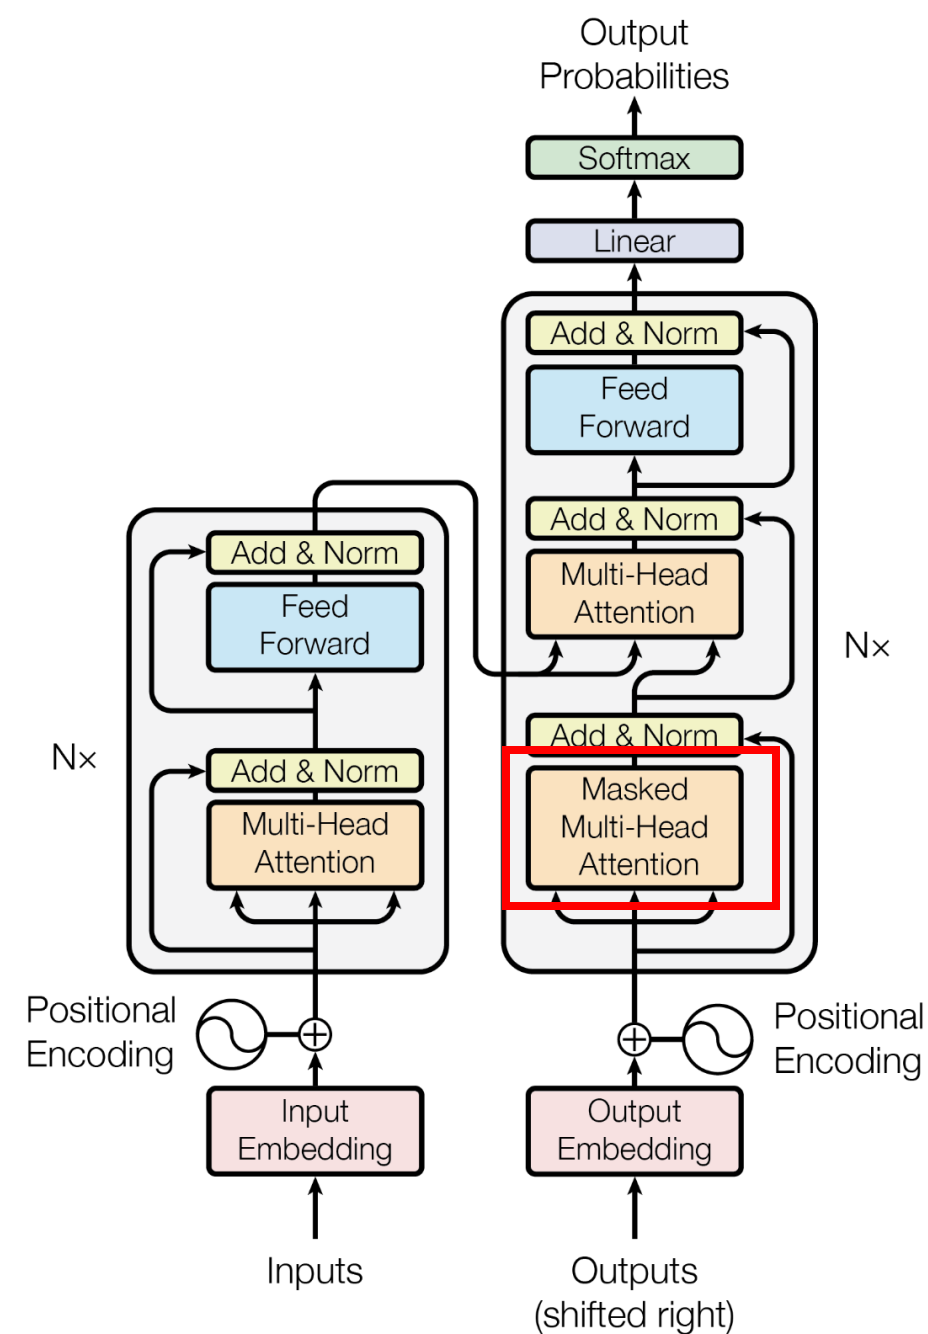 Output
Probabilities
Softmax
Linear
Add & Norm
Feed
Forward
Add & Norm
Multi-Head
Attention
N×
Add & Norm
Masked
Multi-Head
Attention
Add & Norm
Feed
Forward
N×
Add & Norm
Multi-Head
Attention
Positional
Encoding
Positional
Encoding
Input
Embedding
Output
Embedding
Inputs
Outputs
(shifted right)